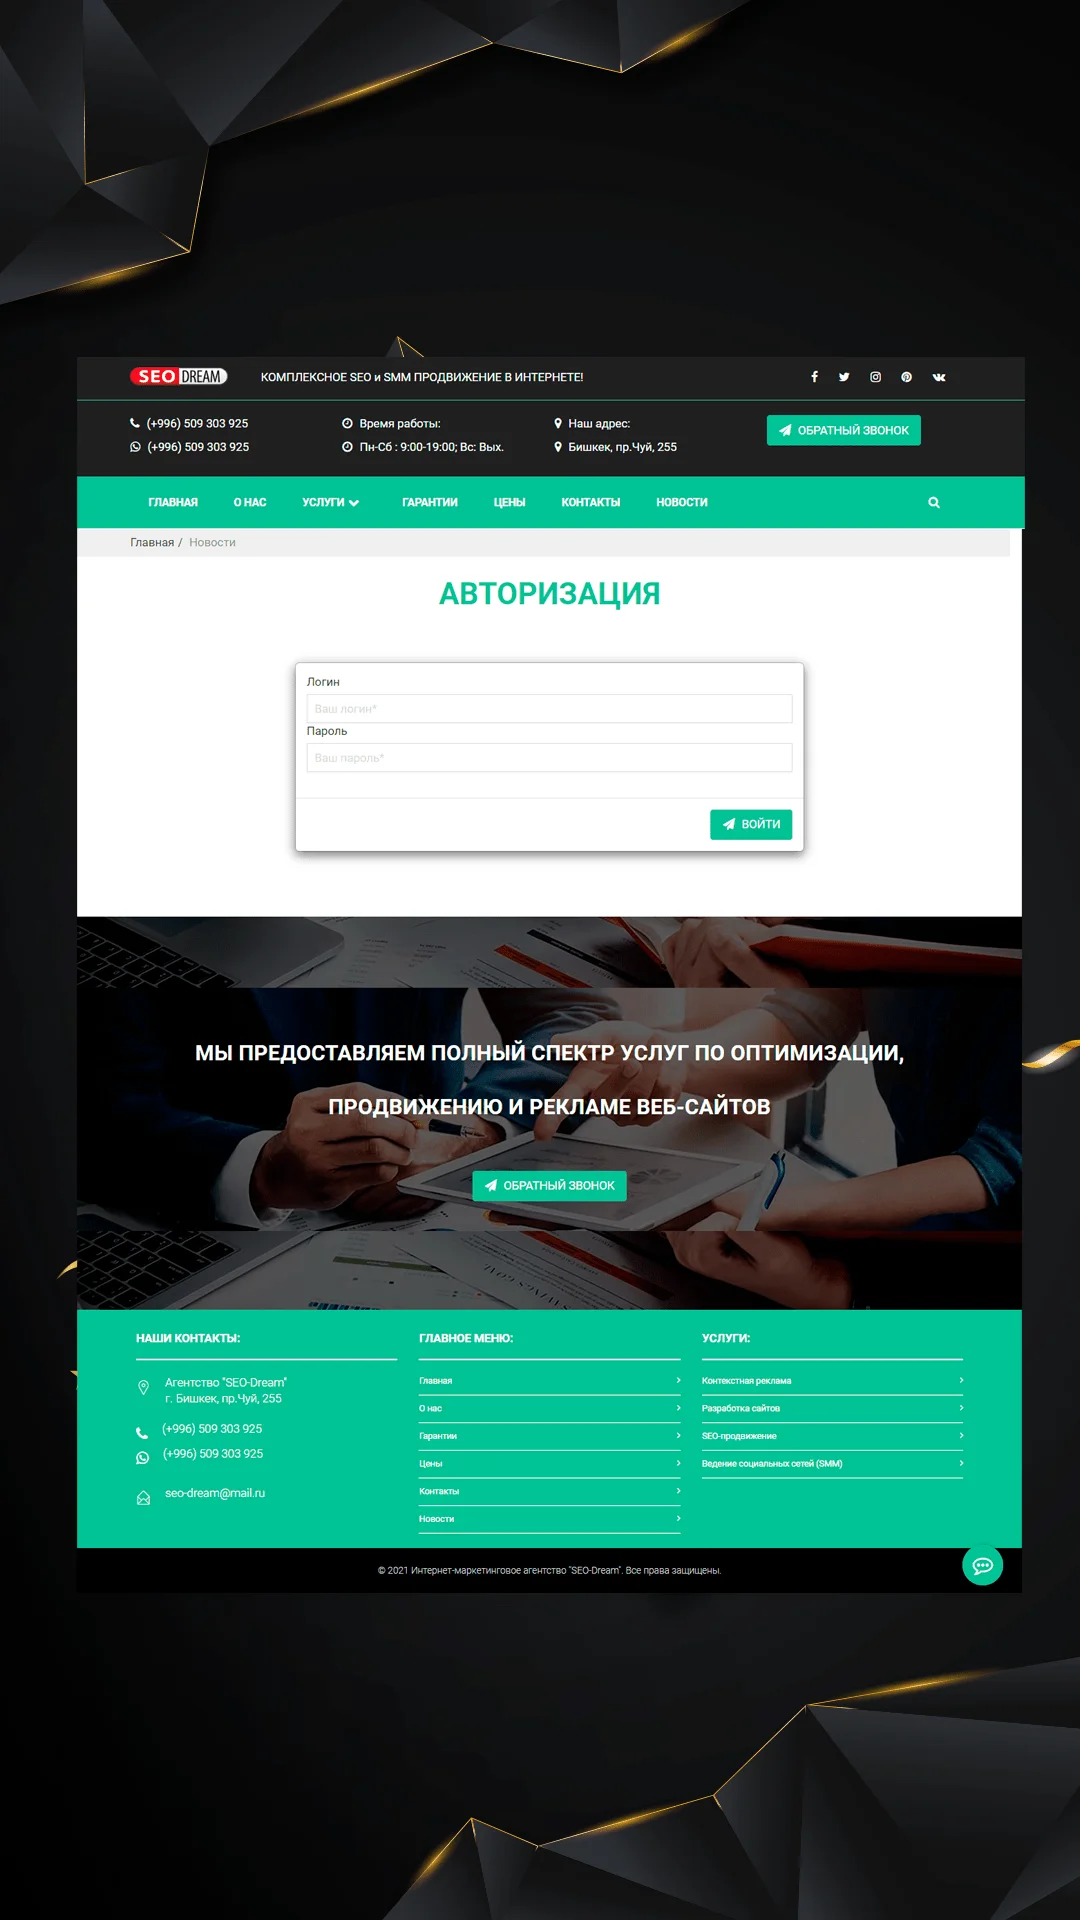 SEO DREAM
КОМПЛЕКСНОЕ SEO и SMM ПРОДВИЖЕНИЕ В ИНТЕРНЕТЕ!
(+996) 509 303 925
Время работы:
Наш адрес:
ОБРАТНЫЙ ЗВОНОК
(+996) 509 303 925
Пн-Сб : 9:00-19:00; Вс: Вых.
Бишкек, пр.Чуй, 255
ГЛАВНАЯ О НАС УСЛУГИ ГАРАНТИИ ЦЕНЫ КОНТАКТЫ НОВОСТИ
Главная / Новости
АВТОРИЗАЦИЯ
Логин
Ваш логин*
Пароль
Ваш пароль*
ВОЙТИ
МЫ ПРЕДОСТАВЛЯЕМ ПОЛНЫЙ СПЕКТР УСЛУГ ПО ОПТИМИЗАЦИИ,
ПРОДВИЖЕНИЮ И РЕКЛАМЕ ВЕБ-САЙТОВ
ОБРАТНЫЙ ЗВОНОК
НАШИ КОНТАКТЫ:
Агентство "SEO-Dream"
г. Бишкек, пр.Чуй, 255
(+996) 509 303 925
(+996) 509 303 925
seo-dream@mail.ru
ГЛАВНОЕ МЕНЮ:
Главная
О нас
Гарантии
Цены
Контакты
Новости
УСЛУГИ:
Контекстная реклама
Разработка сайтов
SEO-продвижение
Ведение социальных сетей (SMM)
© 2021 Интернет-маркетинговое агентство "SEO-Dream". Все права защищены.